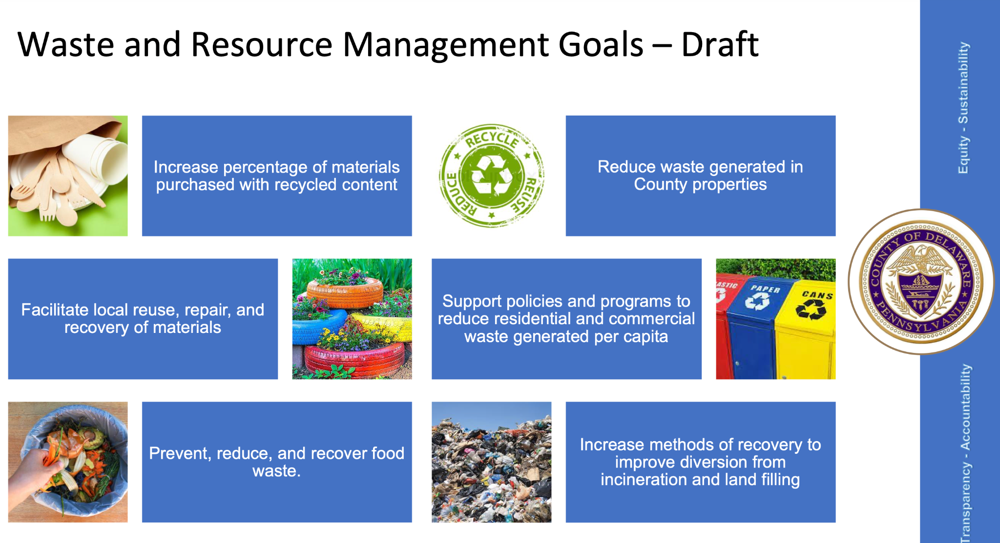 Waste and Resource Management Goals – Draft
Increase percentage of materials
purchased with recycled content
RECYCLE
REUSE
REDUCE
Reduce waste generated in
County properties
Facilitate local reuse, repair, and
recovery of materials
Support policies and programs to
reduce residential and commercial
waste generated per capita
ASTIC
PAPER
CANS
Prevent, reduce, and recover food
waste.
Increase methods of recovery to
improve diversion from
incineration and land filling
Equity - Sustainability
COUNTY OF DELAWARE
PENNSYLVANIA
Transparency - Accountability